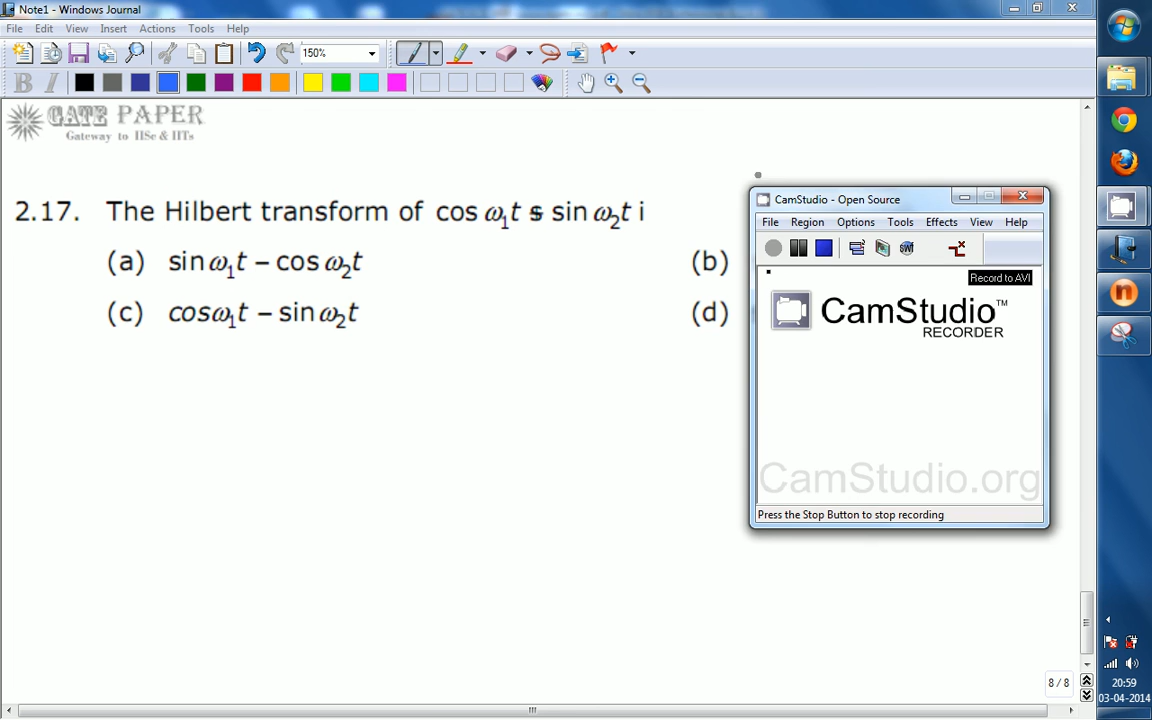 Note1 - Windows Journal
File Edit View Insert Actions Tools Help
150%
B I
GATE PAPER
Gateway to IISc & IITs
2.17. The Hilbert transform of cos ω₁t s sin ω₂t i
(a) sin ω₁t – cos ω₂t (b)
(c) cosω₁t – sin ω₂t (d)
CamStudio - Open Source
File Region Options Tools Effects View Help
SWF
Record to AVI
CamStudio™
RECORDER
CamStudio.org
Press the Stop Button to stop recording
8 / 8
20:59
03-04-2014